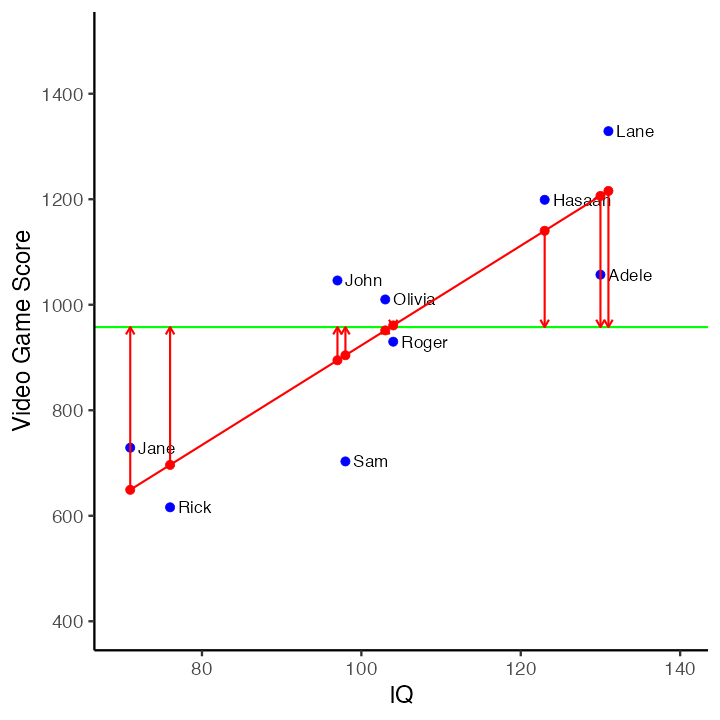 1400
1200
1000
800
600
400
Video Game Score
Lane
Hasaan
Adele
John
Olivia
Roger
Jane
Sam
Rick
80
100
120
140
IQ